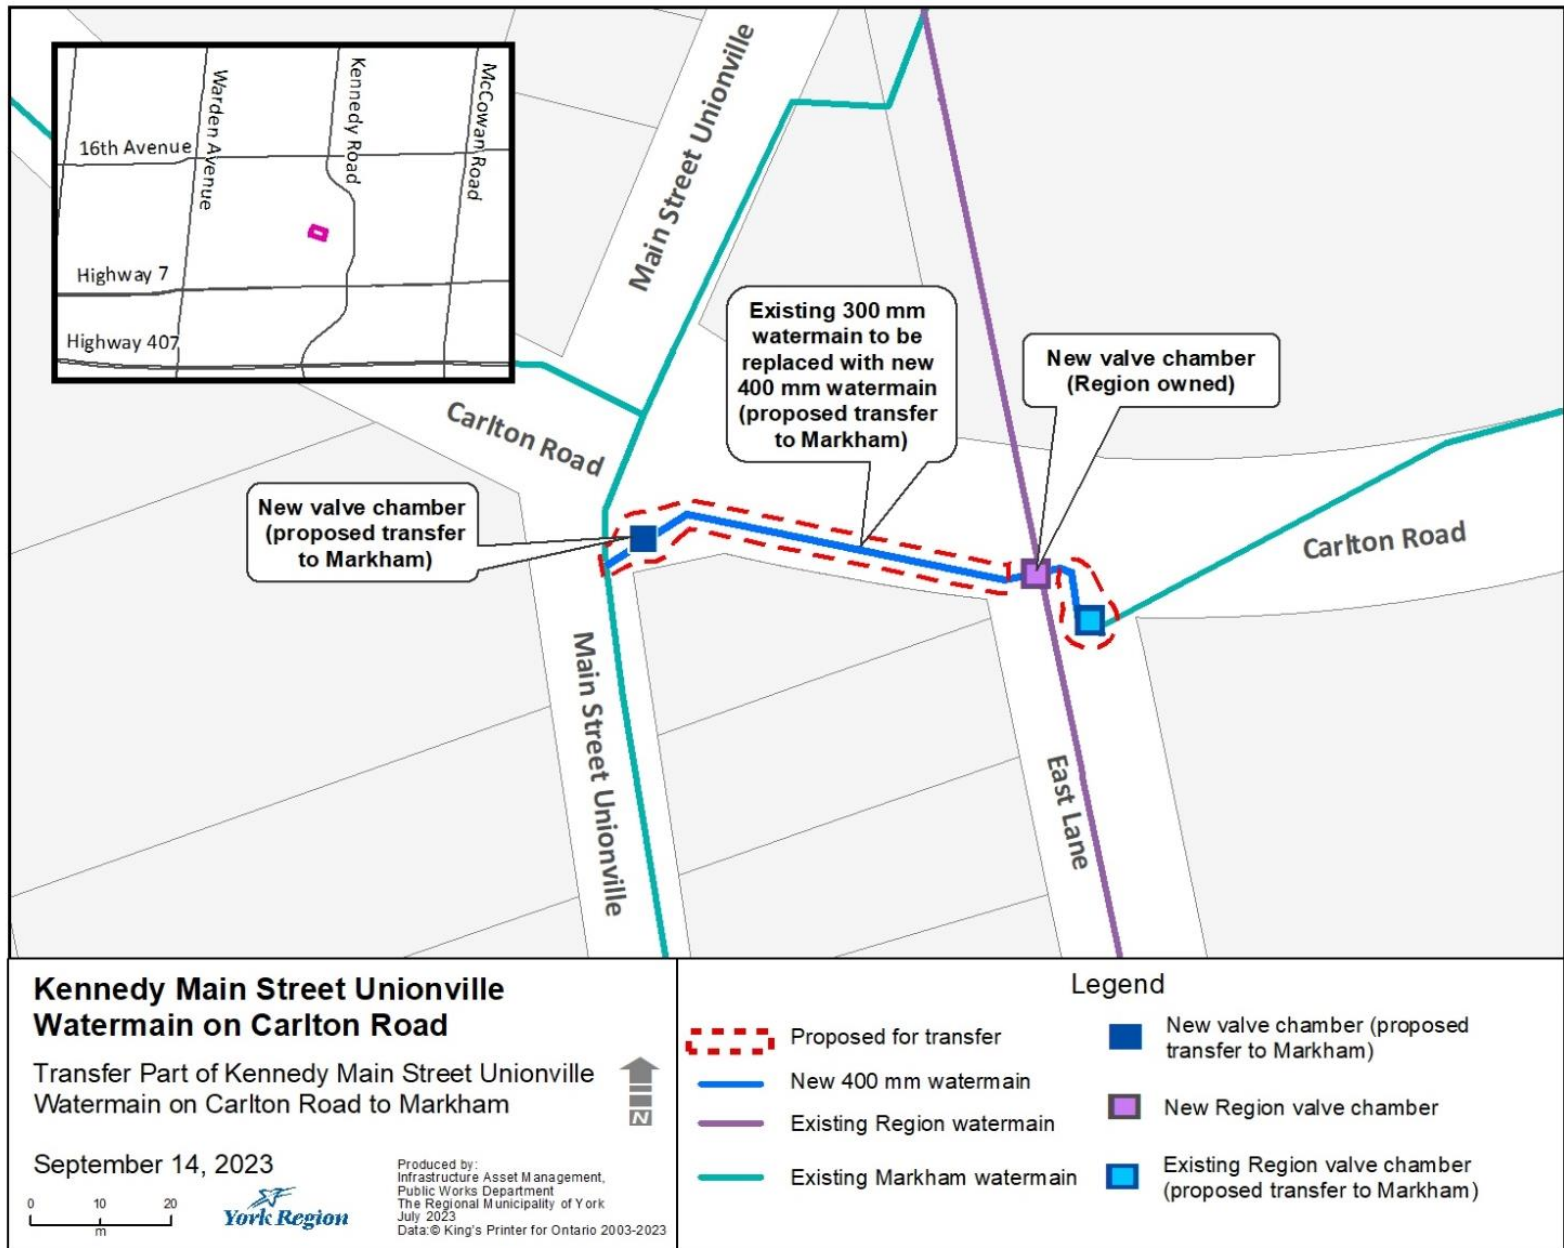 Warden Avenue
Kennedy Road
McCowan Road
16th Avenue
Highway 7
Highway 407
Main Street Unionville
Existing 300 mm
watermain to be
replaced with new
400 mm watermain
(proposed transfer
to Markham)
New valve chamber
(Region owned)
Carlton Road
New valve chamber
(proposed transfer
to Markham)
Carlton Road
Main Street Unionville
East Lane
Kennedy Main Street Unionville
Watermain on Carlton Road
Transfer Part of Kennedy Main Street Unionville
Watermain on Carlton Road to Markham
N
September 14, 2023
0 10 20
m
York Region
Produced by:
Infrastructure Asset Management,
Public Works Department
The Regional Municipality of York
July 2023
Data:© King's Printer for Ontario 2003-2023
Legend
Proposed for transfer
New 400 mm watermain
Existing Region watermain
Existing Markham watermain
New valve chamber (proposed
transfer to Markham)
New Region valve chamber
Existing Region valve chamber
(proposed transfer to Markham)